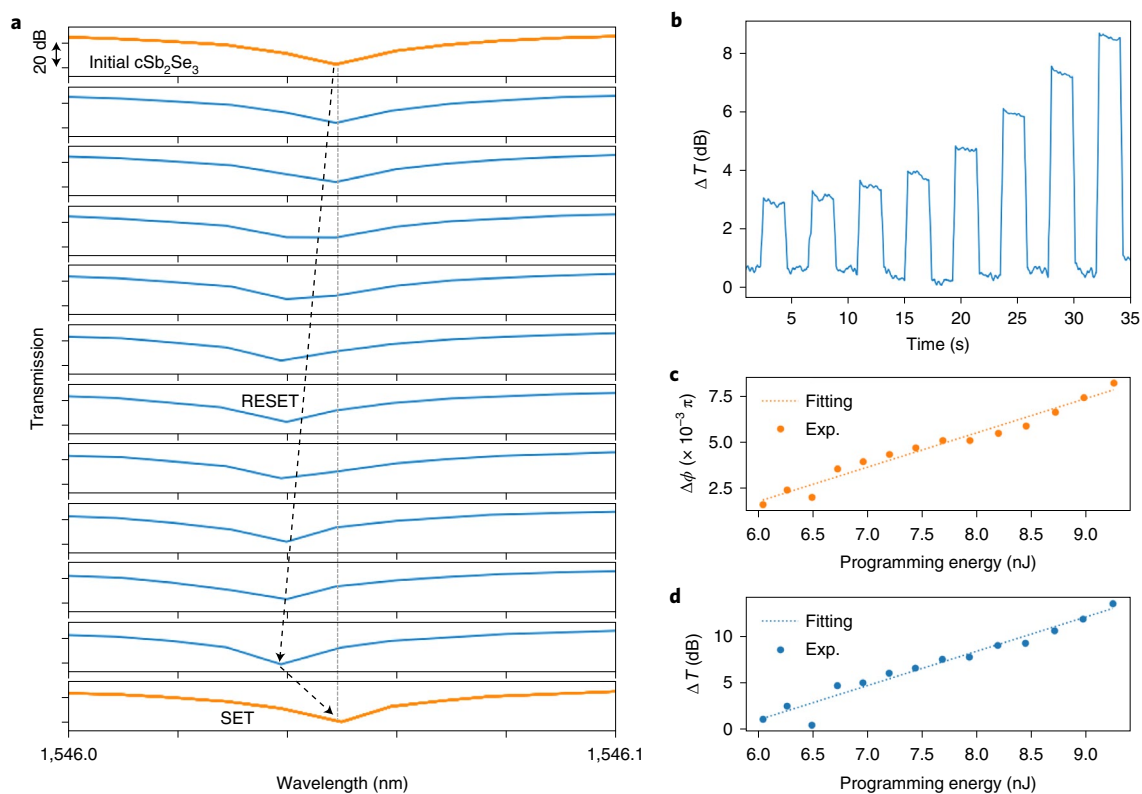 a
20 dB
Initial cSb₂Se₃
RESET
SET
Transmission
1,546.0
1,546.1
Wavelength (nm)
b
8
6
4
2
0
Δ T (dB)
5 10 15 20 25 30 35
Time (s)
c
7.5
5.0
2.5
Δϕ (× 10⁻³ π)
Fitting
Exp.
6.0 6.5 7.0 7.5 8.0 8.5 9.0
Programming energy (nJ)
d
10
5
0
Δ T (dB)
Fitting
Exp.
6.0 6.5 7.0 7.5 8.0 8.5 9.0
Programming energy (nJ)